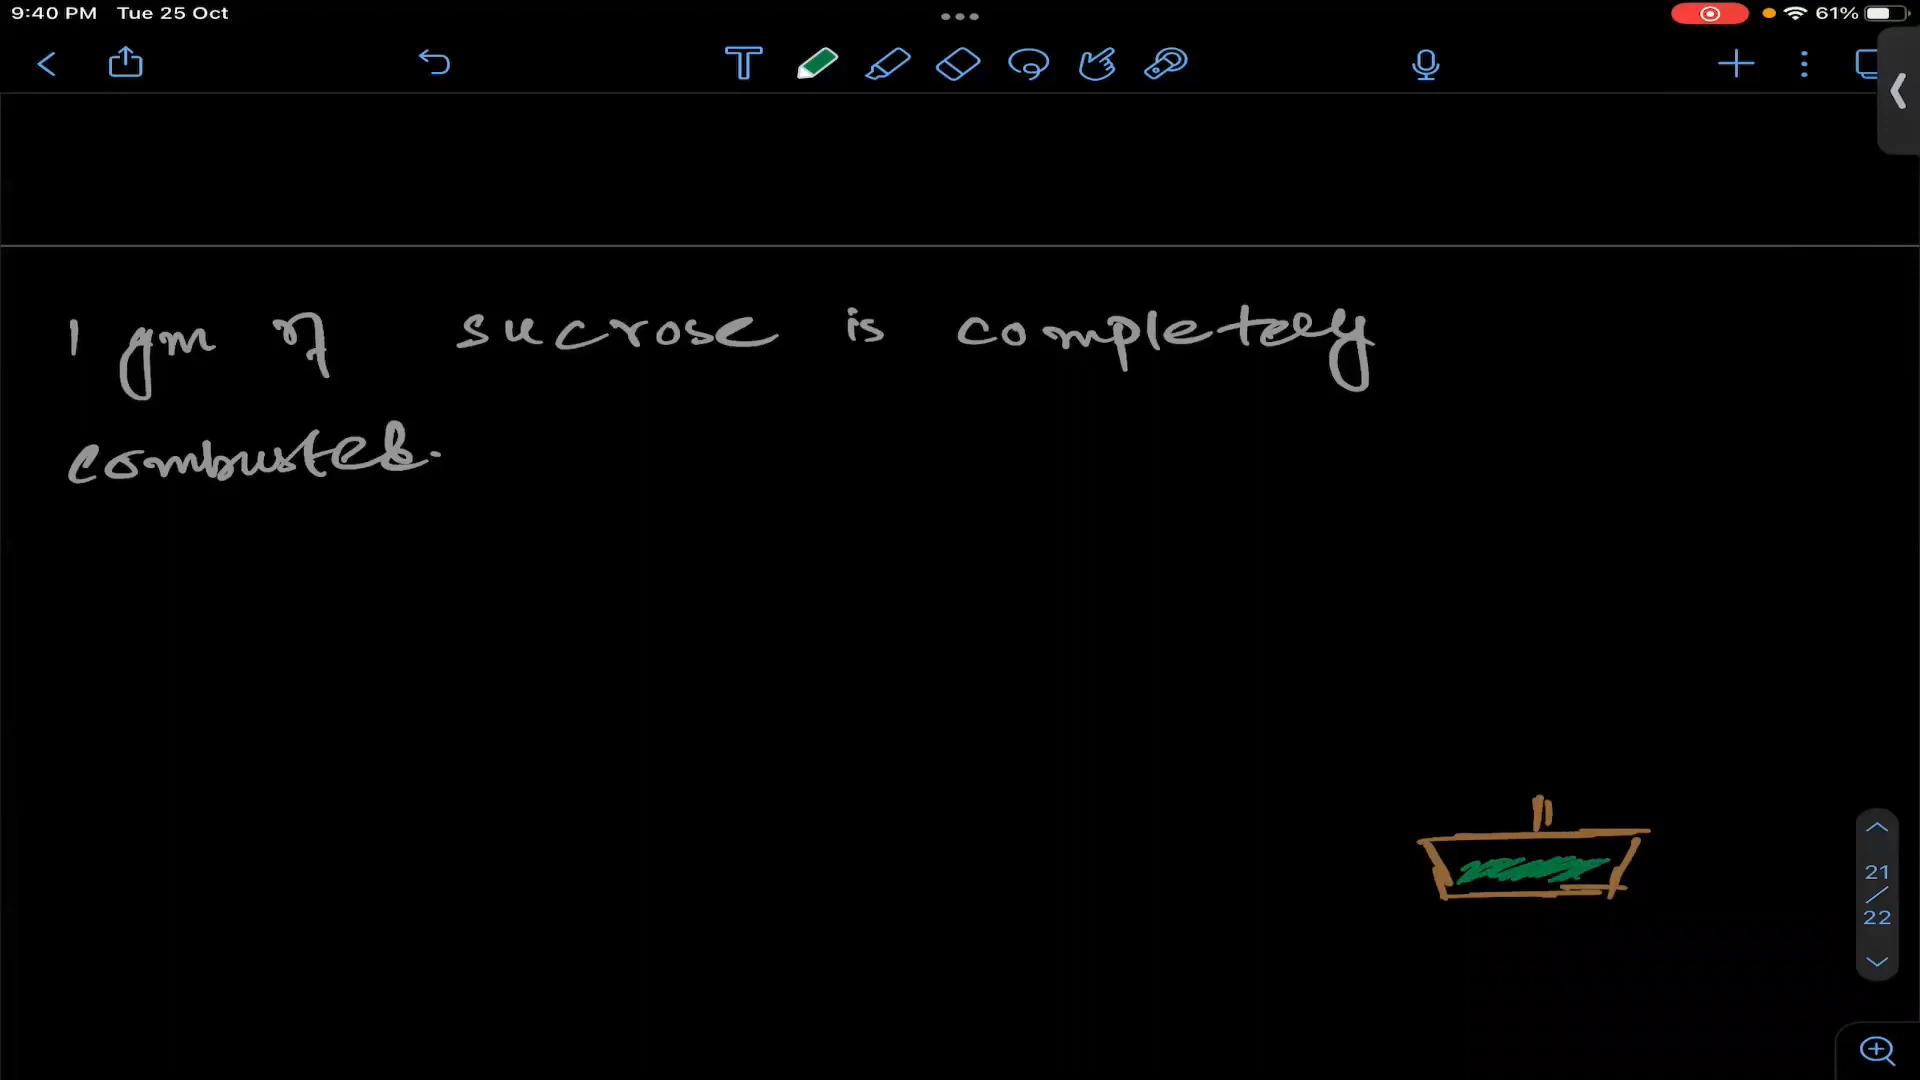 9:40 PM Tue 25 Oct
61%
1 gm of sucrose is completely
combusted.
21
22